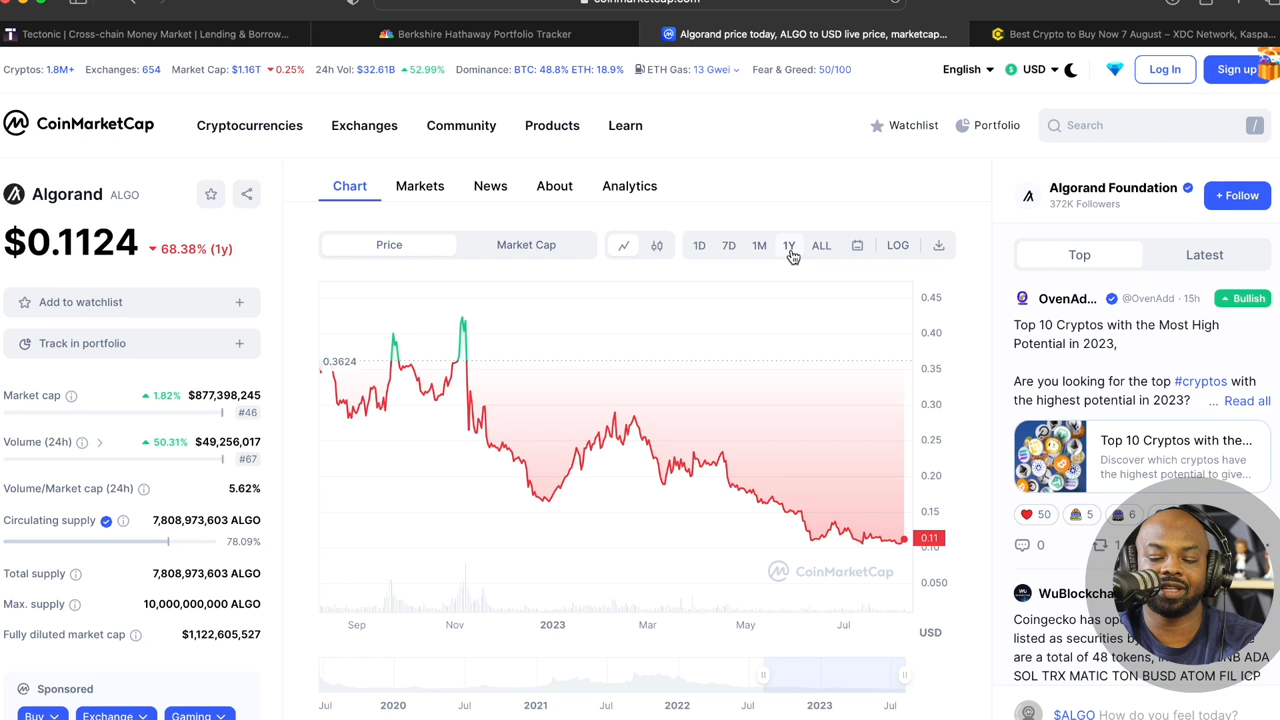 coinmarketcap.com
Tectonic | Cross-chain Money Market | Lending & Borrow...
Berkshire Hathaway Portfolio Tracker
Algorand price today, ALGO to USD live price, marketcap...
Best Crypto to Buy Now 7 August – XDC Network, Kaspa...
Cryptos: 1.8M+ Exchanges: 654 Market Cap: $1.16T 0.25% 24h Vol: $32.61B 52.99% Dominance: BTC: 48.8% ETH: 18.9% ETH Gas: 13 Gwei Fear & Greed: 50/100
English USD Log In Sign up
CoinMarketCap
Cryptocurrencies Exchanges Community Products Learn
Watchlist Portfolio Search /
Algorand ALGO
$0.1124 68.38% (1y)
Add to watchlist
Track in portfolio
Market cap 1.82% $877,398,245
#46
Volume (24h) 50.31% $49,256,017
#67
Volume/Market cap (24h) 5.62%
Circulating supply 7,808,973,603 ALGO
78.09%
Total supply 7,808,973,603 ALGO
Max. supply 10,000,000,000 ALGO
Fully diluted market cap $1,122,605,527
Sponsored
Buy Exchange Gaming
Chart Markets News About Analytics
Price Market Cap 1D 7D 1M 1Y ALL LOG
0.45
0.40
0.3624
0.35
0.30
0.25
0.20
0.15
0.11
0.10
0.050
CoinMarketCap
Sep Nov 2023 Mar May Jul
USD
Jul 2020 Jul 2021 Jul 2022 Jul 2023 Jul
Algorand Foundation
372K Followers
+ Follow
Top Latest
OvenAd... @OvenAdd · 15h Bullish
Top 10 Cryptos with the Most High
Potential in 2023,
Are you looking for the top #cryptos with
the highest potential in 2023? ... Read all
Top 10 Cryptos with the...
Discover which cryptos have
the highest potential to give...
50 5 6
0 1
WuBlockcha
Coingecko has op
listed as securities b
are a total of 48 tokens, in NB ADA
SOL TRX MATIC TON BUSD ATOM FIL ICP
$ALGO How do you feel today?